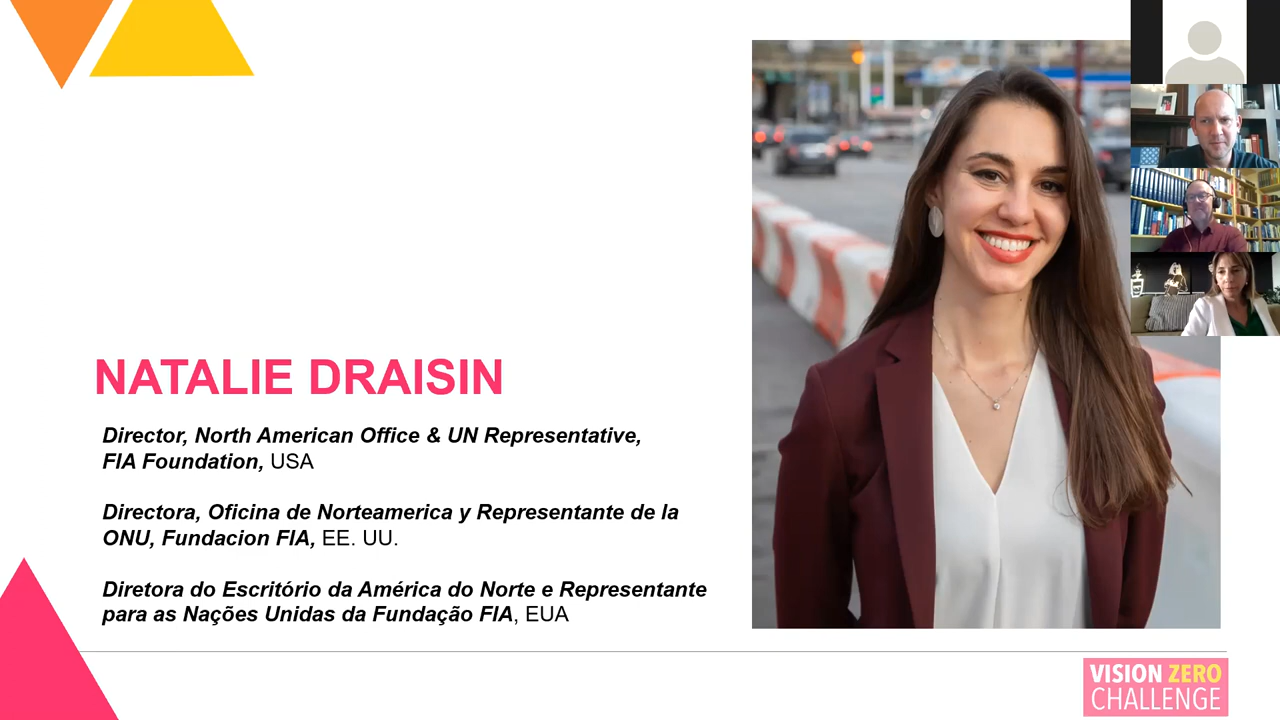 NATALIE DRAISIN
Director, North American Office & UN Representative,
FIA Foundation, USA
Directora, Oficina de Norteamerica y Representante de la
ONU, Fundacion FIA, EE. UU.
Diretora do Escritório da América do Norte e Representante
para as Nações Unidas da Fundação FIA, EUA
VISION ZERO
CHALLENGE